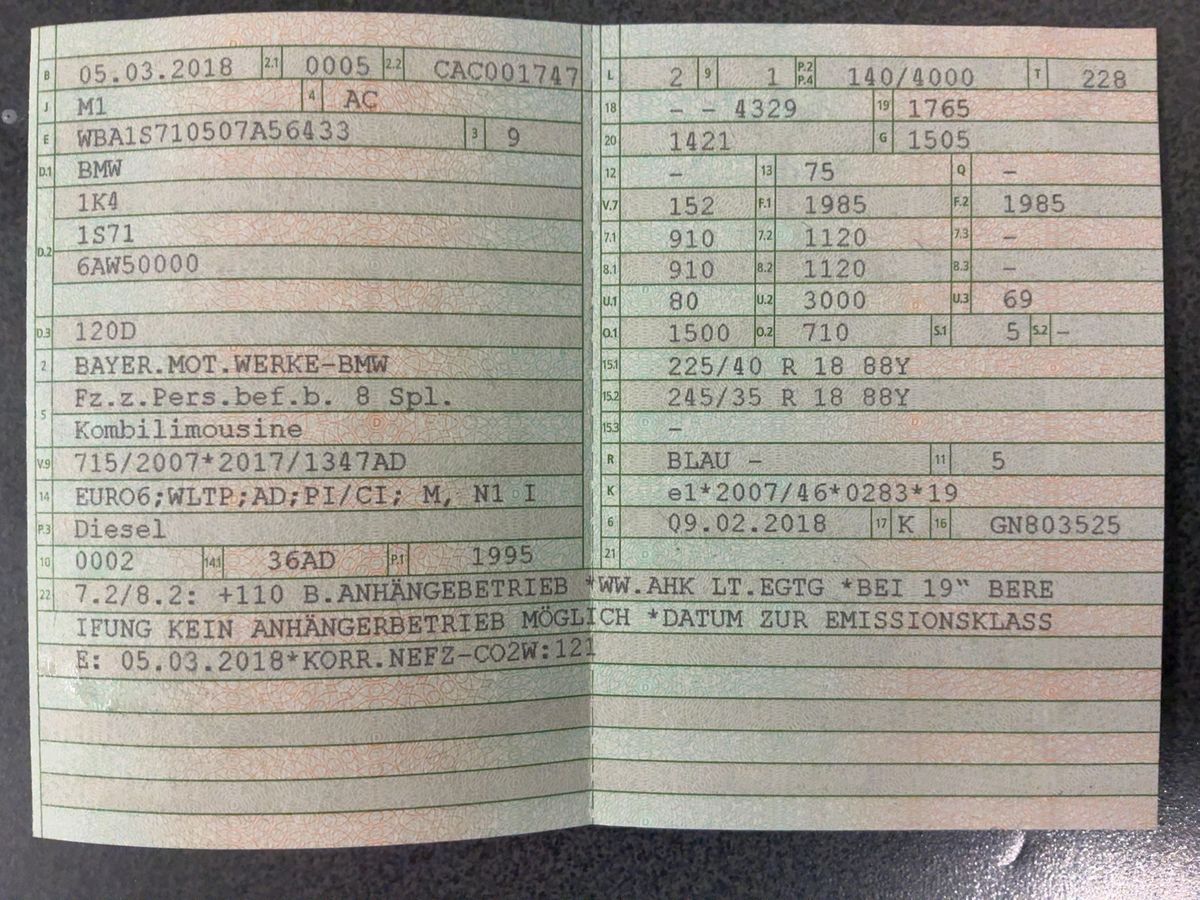 B 05.03.2018 2.1 0005 2.2 CAC001747
J M1 4 AC
E WBA1S710507A56433 3 9
D.1 BMW
D.2 1K4
1S71
6AW50000
D.3 120D
2 BAYER.MOT.WERKE-BMW
5 Fz.z.Pers.bef.b. 8 Spl.
Kombilimousine
V.9 715/2007*2017/1347AD
14 EURO6;WLTP;AD;PI/CI; M, N1 I
P.3 Diesel
10 0002 14.1 36AD P.1 1995
L 2 9 1 P.2 P.4 140/4000 T 228
18 - - 4329 19 1765
20 1421 G 1505
12 - 13 75 Q -
V.7 152 F.1 1985 F.2 1985
7.1 910 7.2 1120 7.3 -
8.1 910 8.2 1120 8.3 -
U.1 80 U.2 3000 U.3 69
O.1 1500 O.2 710 S.1 5 S.2 -
15.1 225/40 R 18 88Y
15.2 245/35 R 18 88Y
15.3 -
R BLAU - 11 5
K e1*2007/46*0283*19
6 09.02.2018 17 K 16 GN803525
21
22 7.2/8.2: +110 B.ANHÄNGEBETRIEB *WW.AHK LT.EGTG *BEI 19" BERE
IFUNG KEIN ANHÄNGERBETRIEB MÖGLICH *DATUM ZUR EMISSIONSKLASS
E: 05.03.2018*KORR.NEFZ-CO2W:121